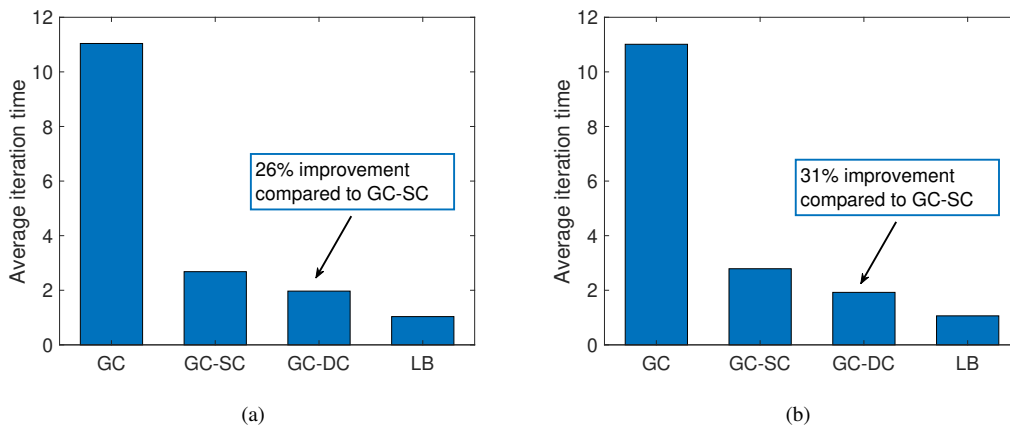 12
10
8
6
4
2
0
Average iteration time
26% improvement
compared to GC-SC
GC GC-SC GC-DC LB
(a)
12
10
8
6
4
2
0
Average iteration time
31% improvement
compared to GC-SC
GC GC-SC GC-DC LB
(b)